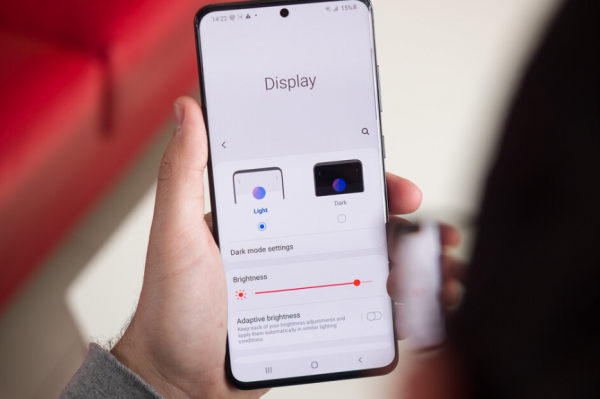 14:22
15%
Display
Light
Dark
Dark mode settings
Brightness
Adaptive brightness
Keep track of your brightness adjustments and
apply them automatically in similar lighting
conditions.